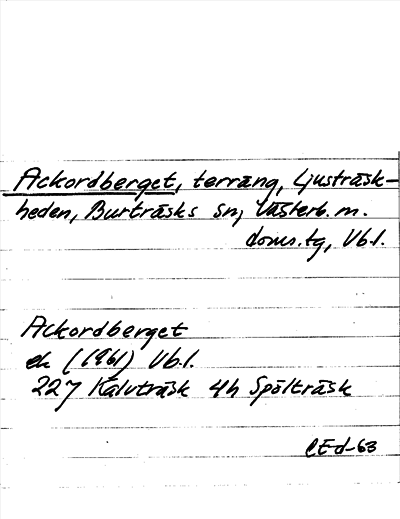 Ackordberget, terräng, Ljusträsk-
heden, Burträsks sn, Västerb. m.
doms.tg, Vb.l.
Ackordberget
ek (1961) Vb.l.
227 Kalvträsk 4h Spölträsk
CEd-63